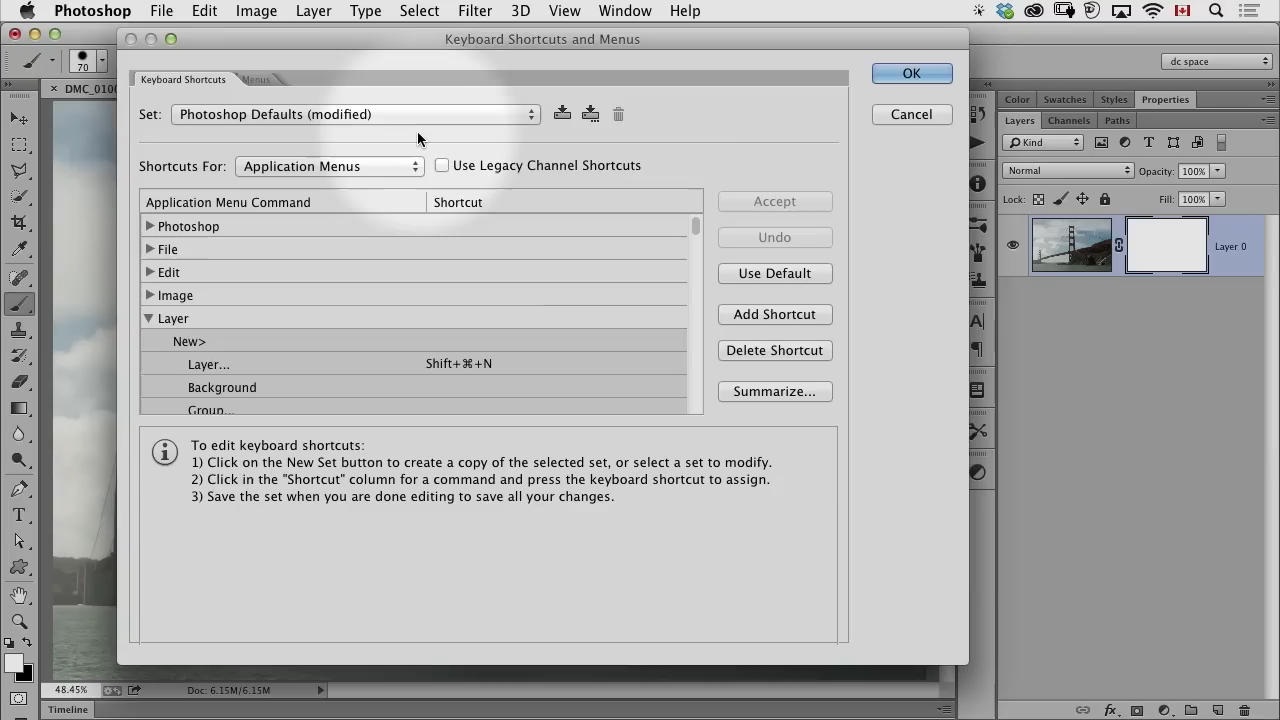 Photoshop File Edit Image Layer Type Select Filter 3D View Window Help
Keyboard Shortcuts and Menus
70
dc space
Keyboard Shortcuts Menus
OK
DMC_010
Color Swatches Styles Properties
Set: Photoshop Defaults (modified)
Cancel
Layers Channels Paths
Kind
Shortcuts For: Application Menus Use Legacy Channel Shortcuts
Normal Opacity: 100%
Application Menu Command Shortcut
Accept
Lock: Fill: 100%
Photoshop
Undo
File
Layer 0
Edit
Use Default
Image
Layer
Add Shortcut
New>
Layer... Shift+⌘+N
Delete Shortcut
Background
Summarize...
Group...
To edit keyboard shortcuts:
1) Click on the New Set button to create a copy of the selected set, or select a set to modify.
2) Click in the "Shortcut" column for a command and press the keyboard shortcut to assign.
3) Save the set when you are done editing to save all your changes.
48.45% Doc: 6.15M/6.15M
Timeline